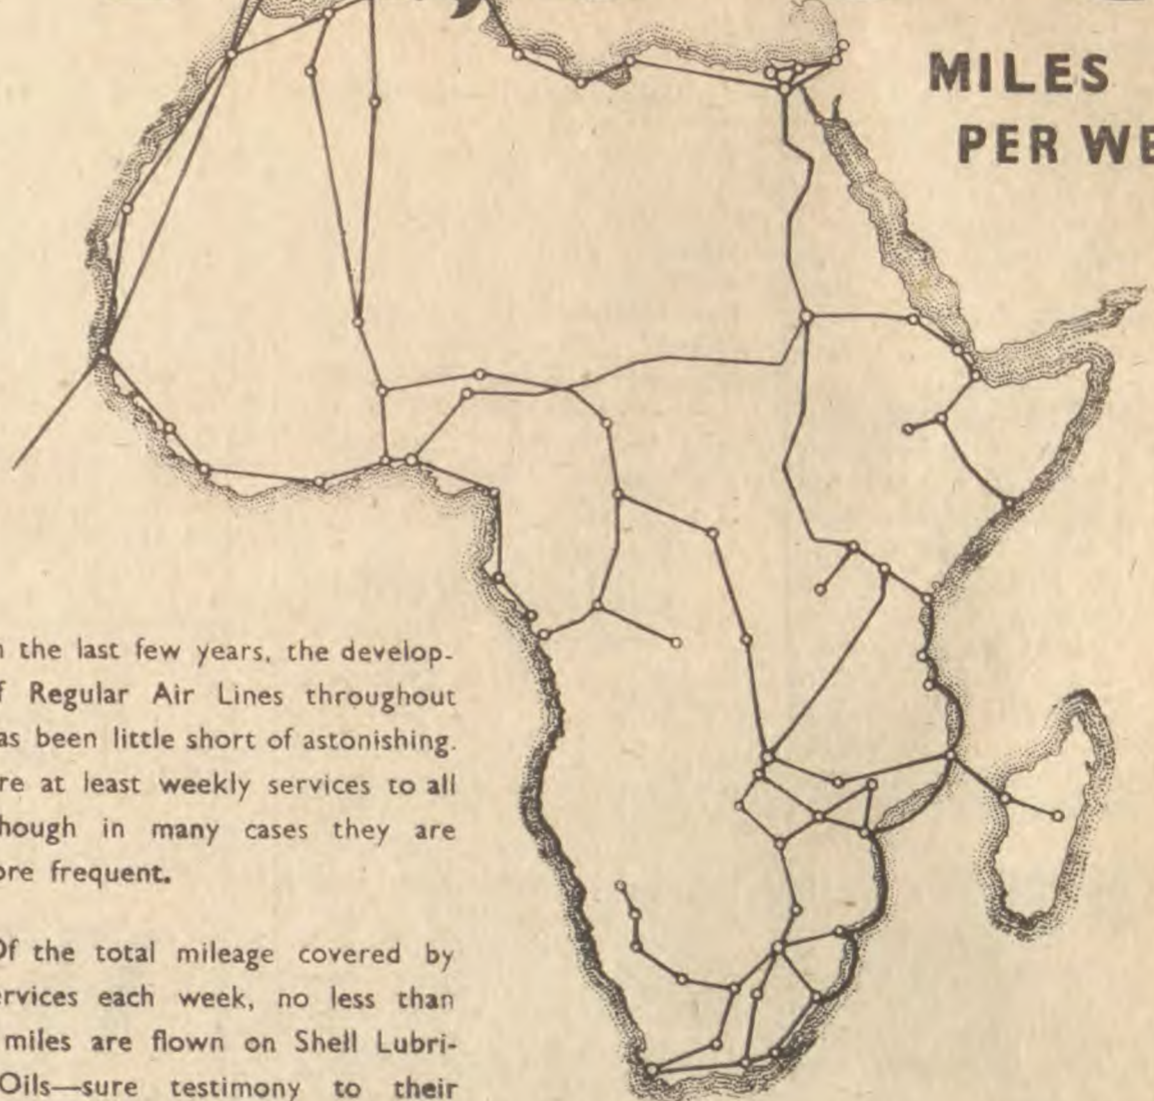 MILES
PER WE
n the last few years, the develop-
f Regular Air Lines throughout
as been little short of astonishing.
re at least weekly services to all
hough in many cases they are
ore frequent.
Of the total mileage covered by
ervices each week, no less than
miles are flown on Shell Lubri-
Oils—sure testimony to their